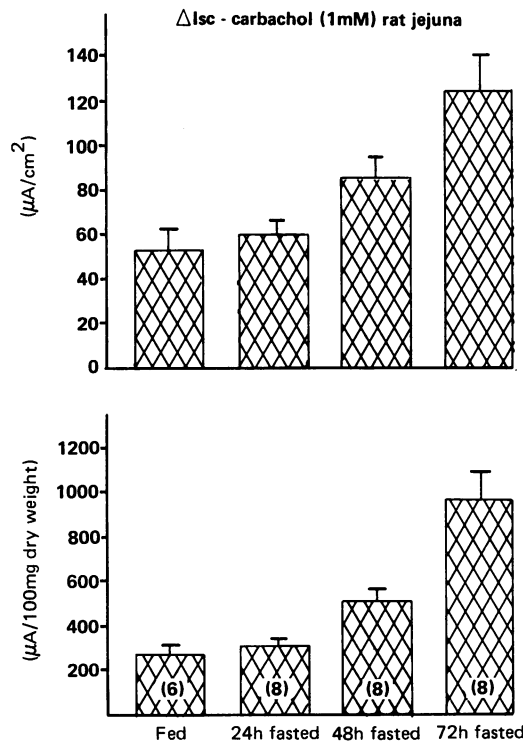 ΔIsc - carbachol (1mM) rat jejuna
(μA/cm²)
140
120
100
80
60
40
20
0
(μA/100mg dry weight)
1200
1000
800
600
400
200
(6) (8) (8) (8)
Fed 24h fasted 48h fasted 72h fasted